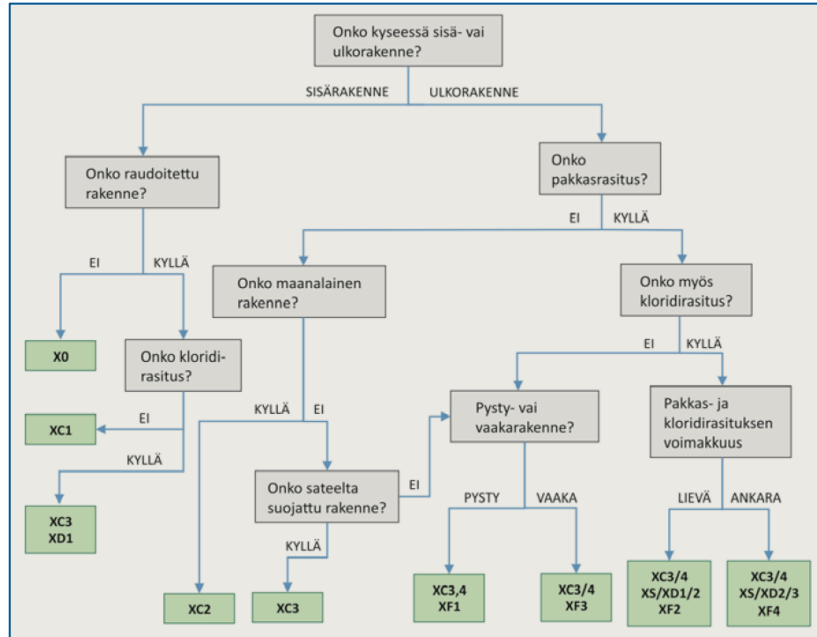 Onko kyseessä sisä- vai
ulkorakenne?
SISÄRAKENNE
ULKORAKENNE
Onko raudoitettu
rakenne?
Onko
pakkasrasitus?
EI
KYLLÄ
EI
KYLLÄ
Onko maanalainen
rakenne?
Onko myös
kloridirasitus?
X0
Onko kloridi-
rasitus?
EI
KYLLÄ
XC1
EI
KYLLÄ
KYLLÄ
EI
Pysty- vai
vaakarakenne?
Pakkas- ja
kloridirasituksen
voimakkuus
Onko sateelta
suojattu rakenne?
EI
PYSTY
VAAKA
LIEVÄ
ANKARA
XC3
XD1
KYLLÄ
XC2
XC3
XC3,4
XF1
XC3/4
XF3
XC3/4
XS/XD1/2
XF2
XC3/4
XS/XD2/3
XF4